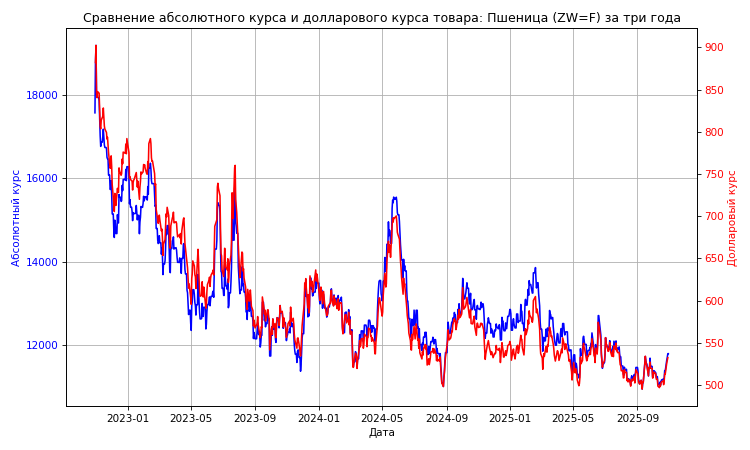 Сравнение абсолютного курса и долларового курса товара: Пшеница (ZW=F) за три года
Абсолютный курс
18000
16000
14000
12000
900
850
800
750
700
650
600
550
500
Долларовый курс
2023-01 2023-05 2023-09 2024-01 2024-05 2024-09 2025-01 2025-05 2025-09
Дата